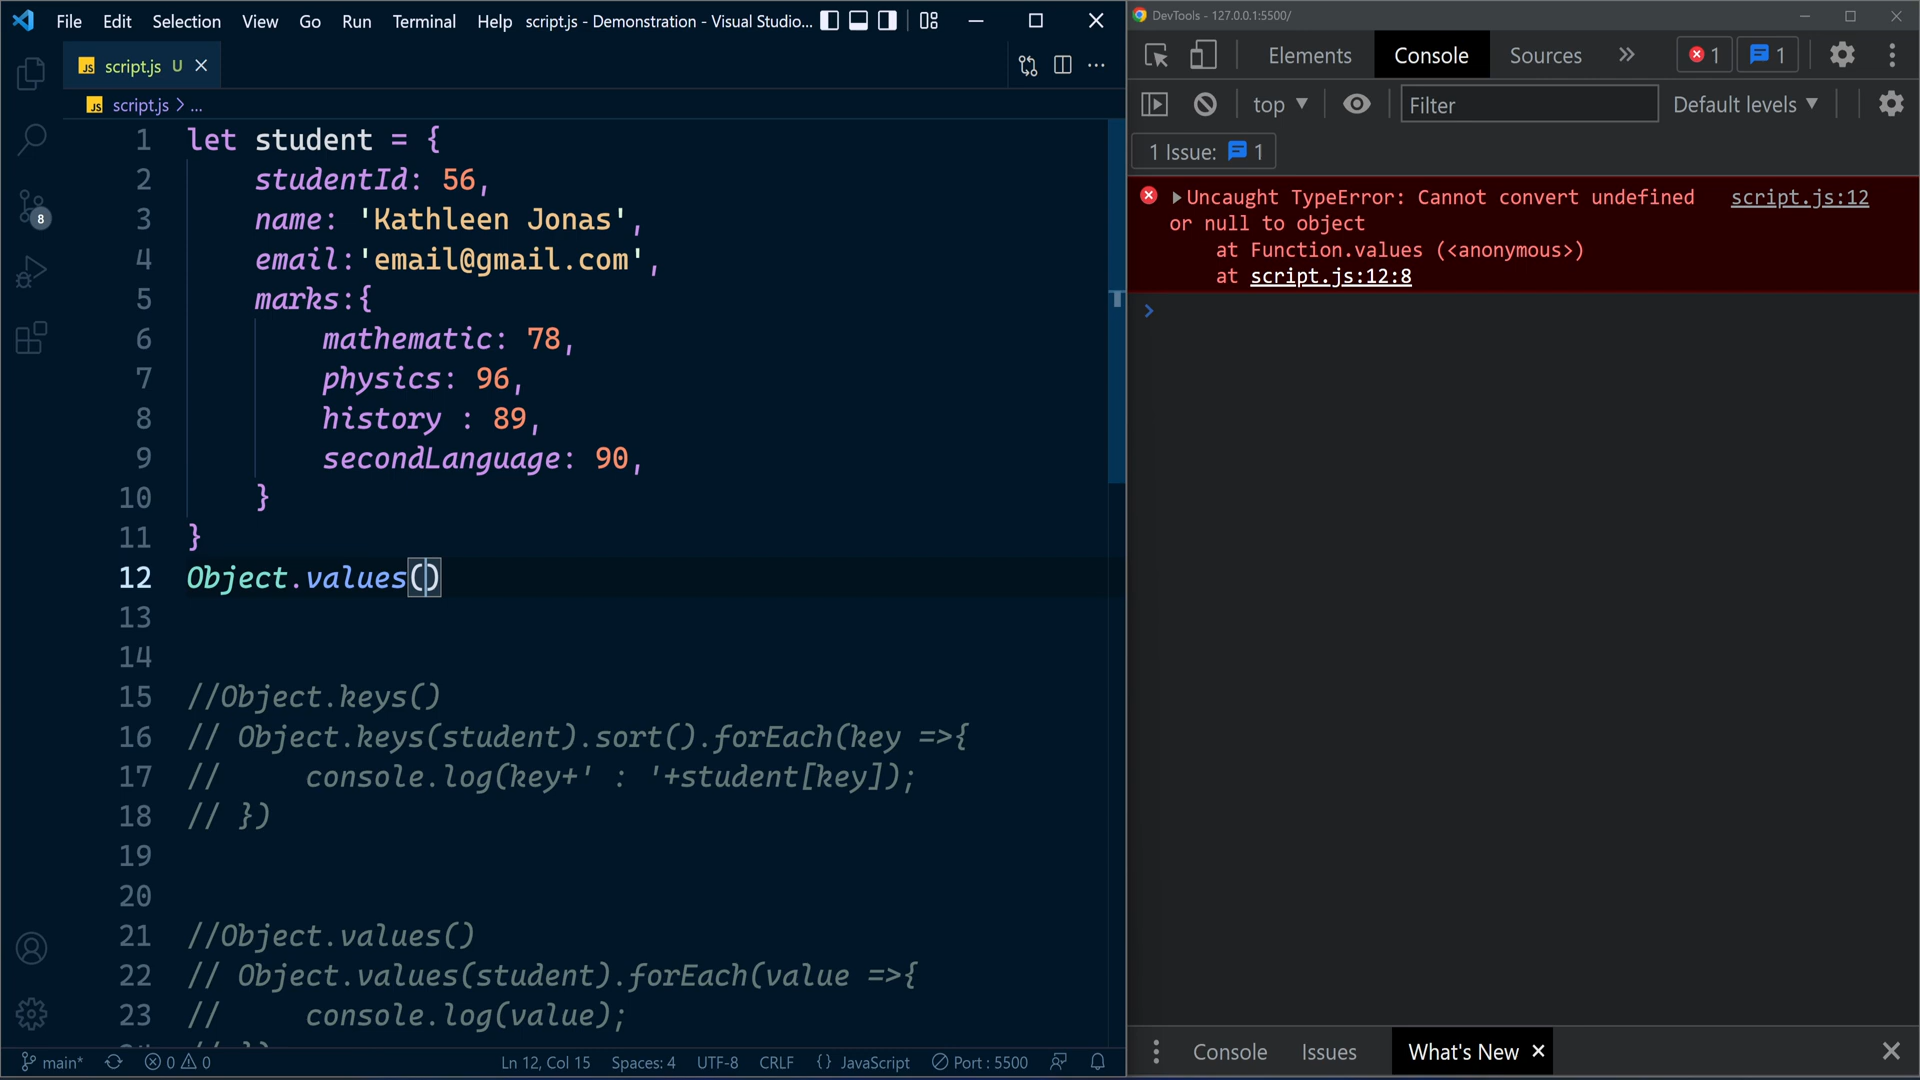 File Edit Selection View Go Run Terminal Help script.js - Demonstration - Visual Studio...
script.js U
script.js > ...
1 let student = {
2 studentId: 56,
3 name: 'Kathleen Jonas',
4 email:'email@gmail.com',
5 marks:{
6 mathematic: 78,
7 physics: 96,
8 history : 89,
9 secondLanguage: 90,
10 }
11 }
12 Object.values()
13
14
15 //Object.keys()
16 // Object.keys(student).sort().forEach(key =>{
17 //     console.log(key+' : '+student[key]);
18 // })
19
20
21 //Object.values()
22 // Object.values(student).forEach(value =>{
23 //     console.log(value);
8
main* 0 0 Ln 12, Col 15 Spaces: 4 UTF-8 CRLF {} JavaScript Port : 5500
DevTools - 127.0.0.1:5500/
Elements Console Sources 1 1
top Filter Default levels
1 Issue: 1
Uncaught TypeError: Cannot convert undefined script.js:12
or null to object
at Function.values (<anonymous>)
at script.js:12:8
Console Issues What's New